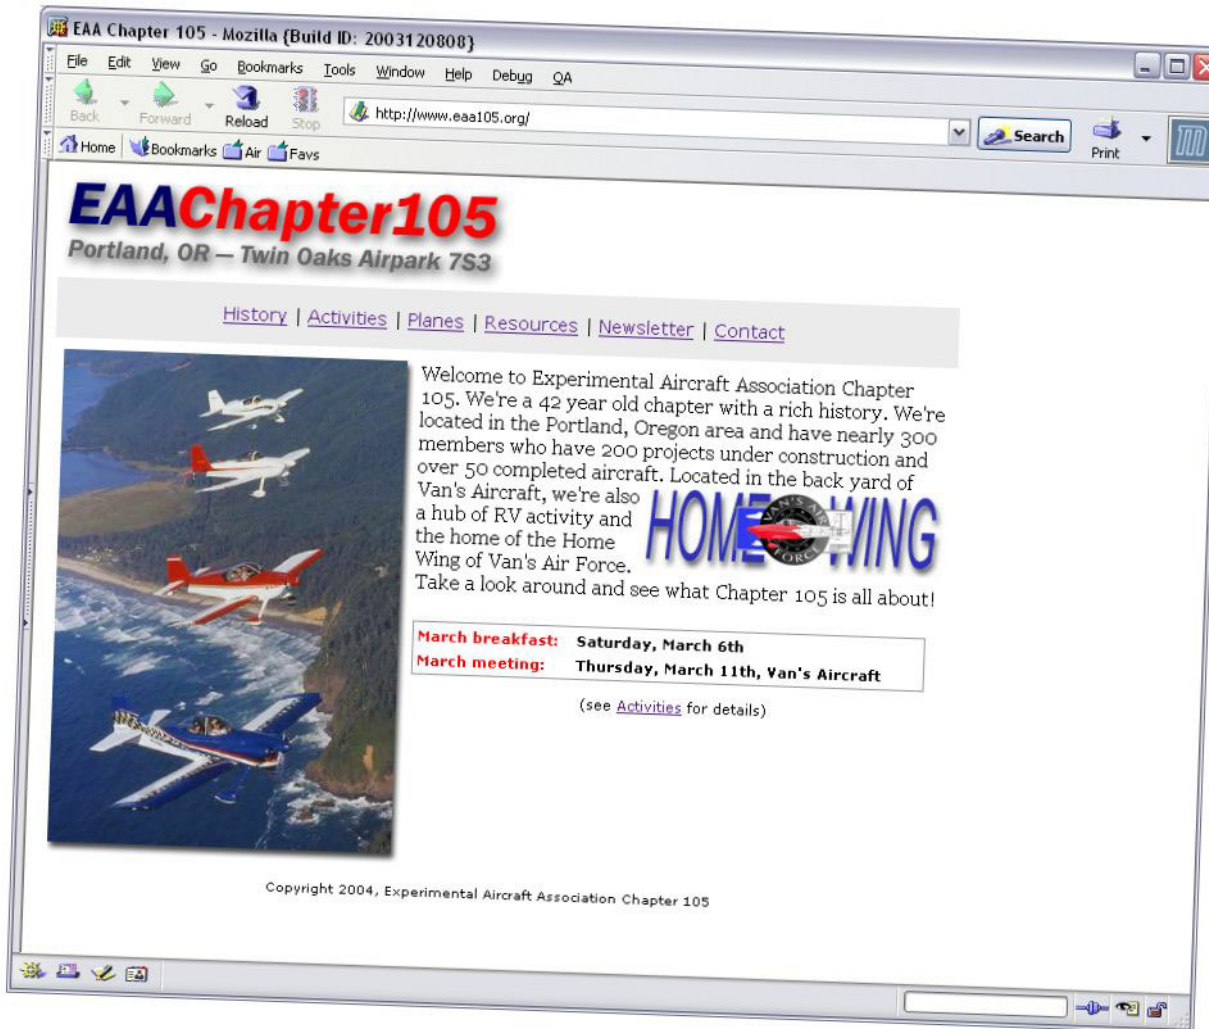 EAA Chapter 105 - Mozilla {Build ID: 2003120808}
File Edit View Go Bookmarks Tools Window Help Debug QA
Back Forward Reload Stop http://www.eaa105.org/ Search Print
Home Bookmarks Air Favs
EAAChapter105
Portland, OR — Twin Oaks Airpark 7S3
History | Activities | Planes | Resources | Newsletter | Contact
Welcome to Experimental Aircraft Association Chapter
105. We're a 42 year old chapter with a rich history. We're
located in the Portland, Oregon area and have nearly 300
members who have 200 projects under construction and
over 50 completed aircraft. Located in the back yard of
Van's Aircraft, we're also
a hub of RV activity and
the home of the Home
Wing of Van's Air Force.
Take a look around and see what Chapter 105 is all about!
HOME WING
VAN'S AIR
FORCE
March breakfast: Saturday, March 6th
March meeting: Thursday, March 11th, Van's Aircraft
(see Activities for details)
Copyright 2004, Experimental Aircraft Association Chapter 105